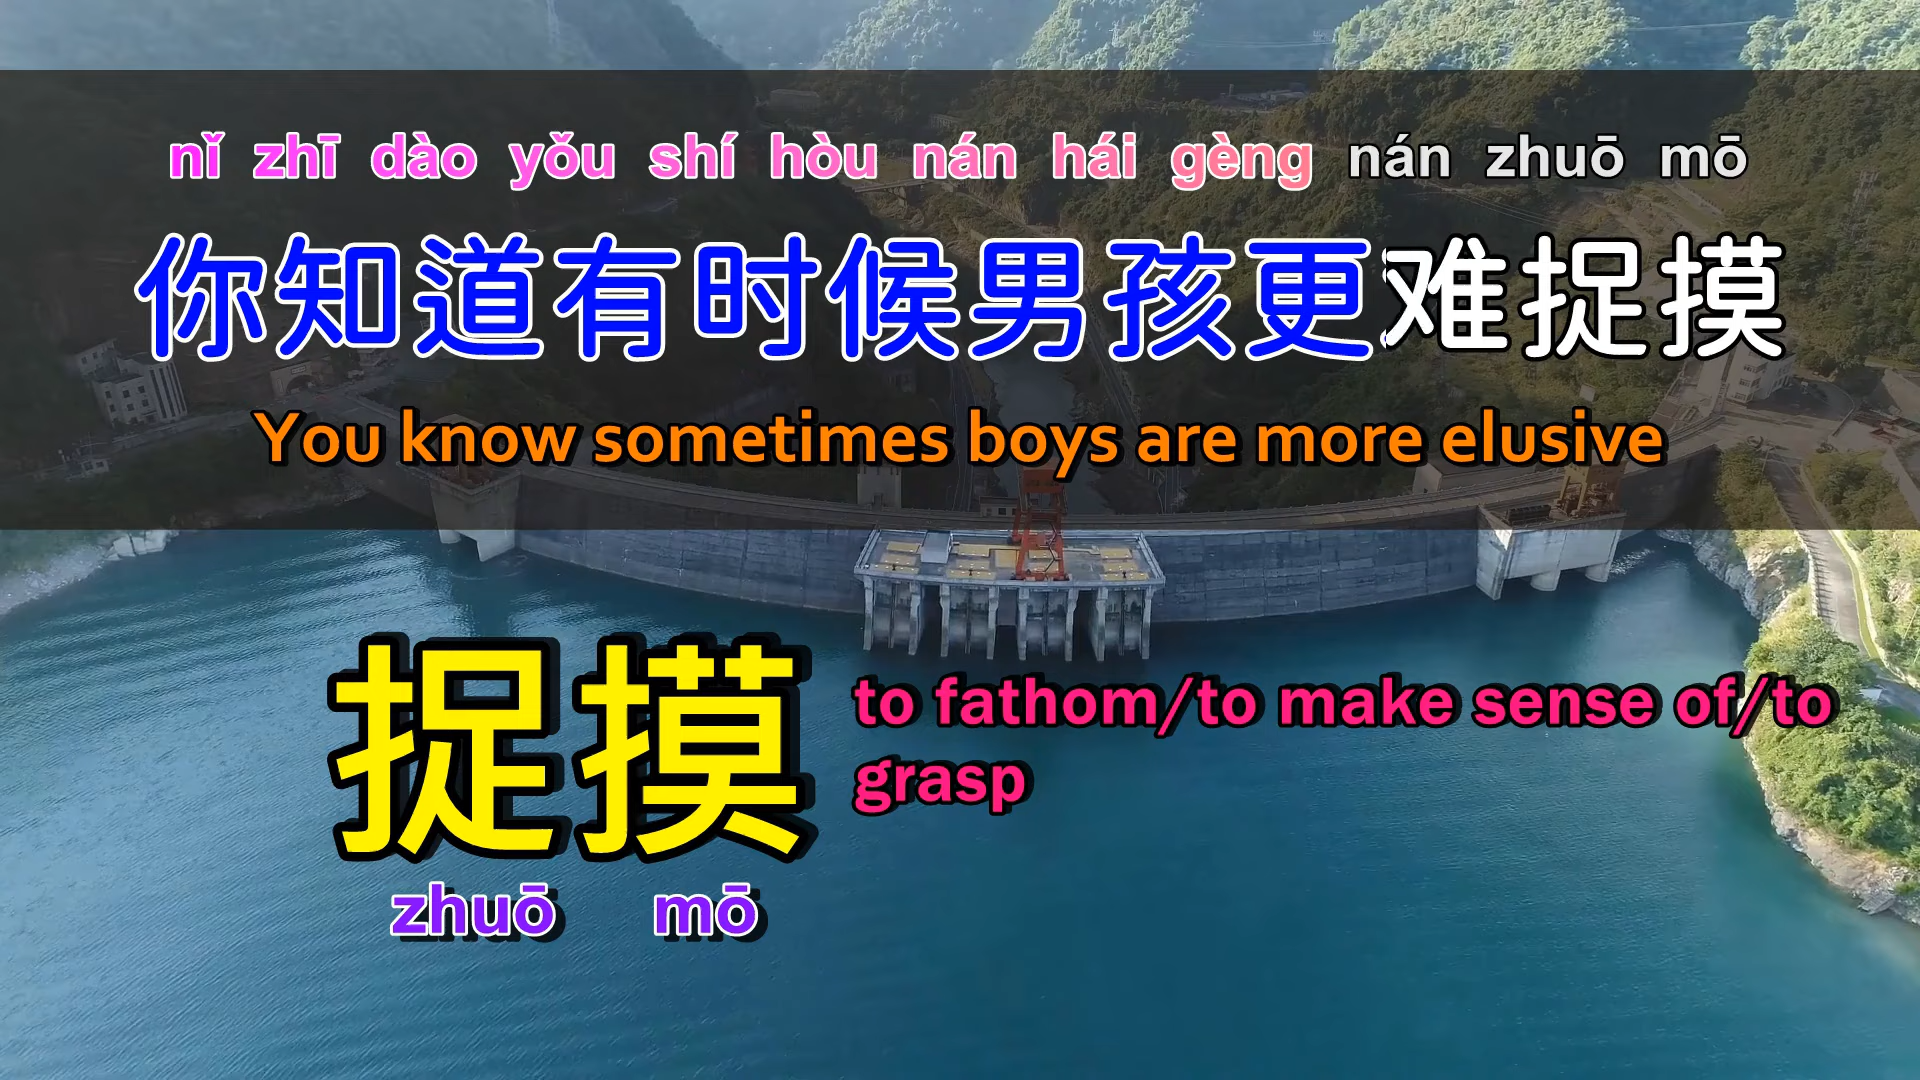 nǐ zhī dào yǒu shí hòu nán hái gèng nán zhuō mō
你知道有时候男孩更难捉摸
You know sometimes boys are more elusive
捉摸
to fathom/to make sense of/to
grasp
zhuō mō